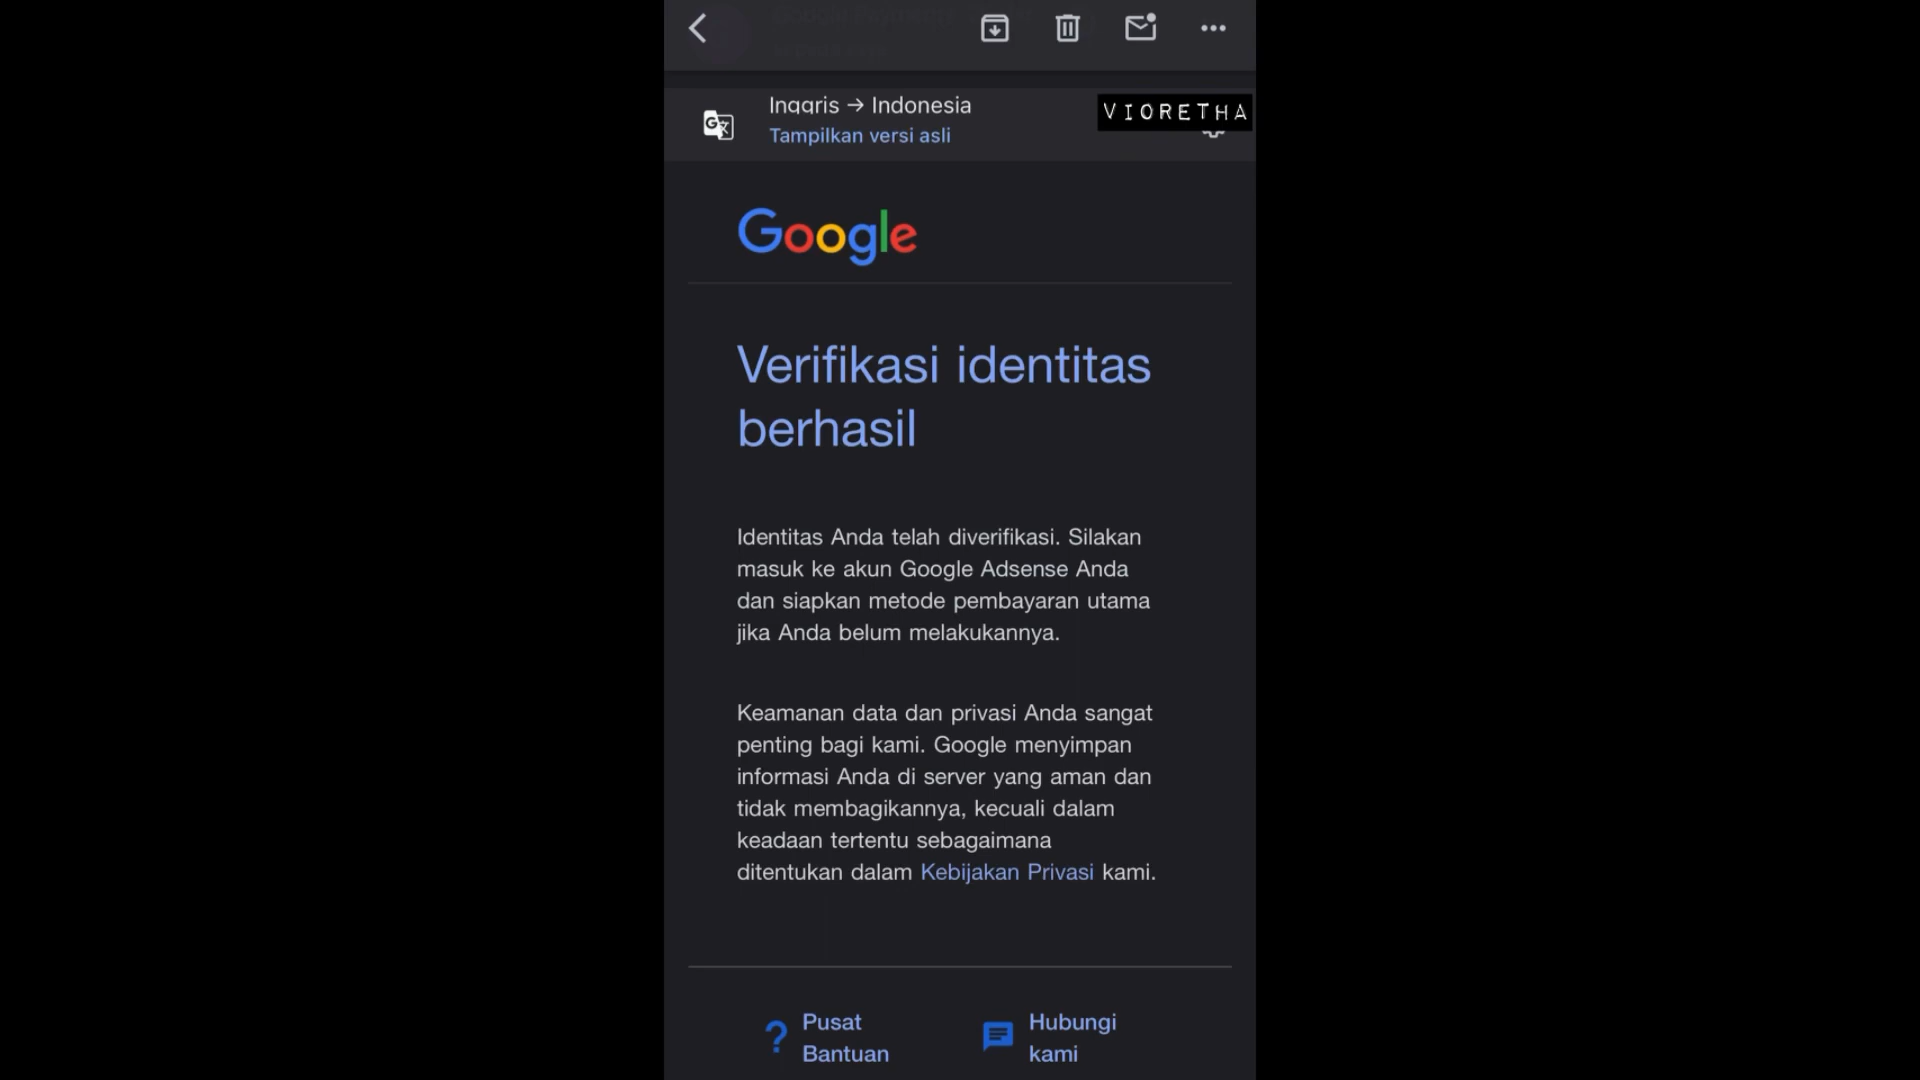 Inggris → Indonesia
VIORETHA
Tampilkan versi asli
Google
Verifikasi identitas
berhasil
Identitas Anda telah diverifikasi. Silakan
masuk ke akun Google Adsense Anda
dan siapkan metode pembayaran utama
jika Anda belum melakukannya.
Keamanan data dan privasi Anda sangat
penting bagi kami. Google menyimpan
informasi Anda di server yang aman dan
tidak membagikannya, kecuali dalam
keadaan tertentu sebagaimana
ditentukan dalam Kebijakan Privasi kami.
Pusat
Bantuan
Hubungi
kami